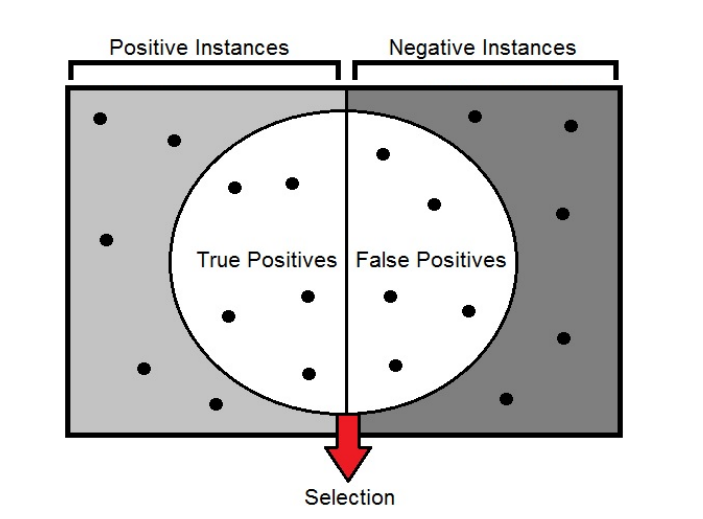 Positive Instances
Negative Instances
True Positives
False Positives
Selection